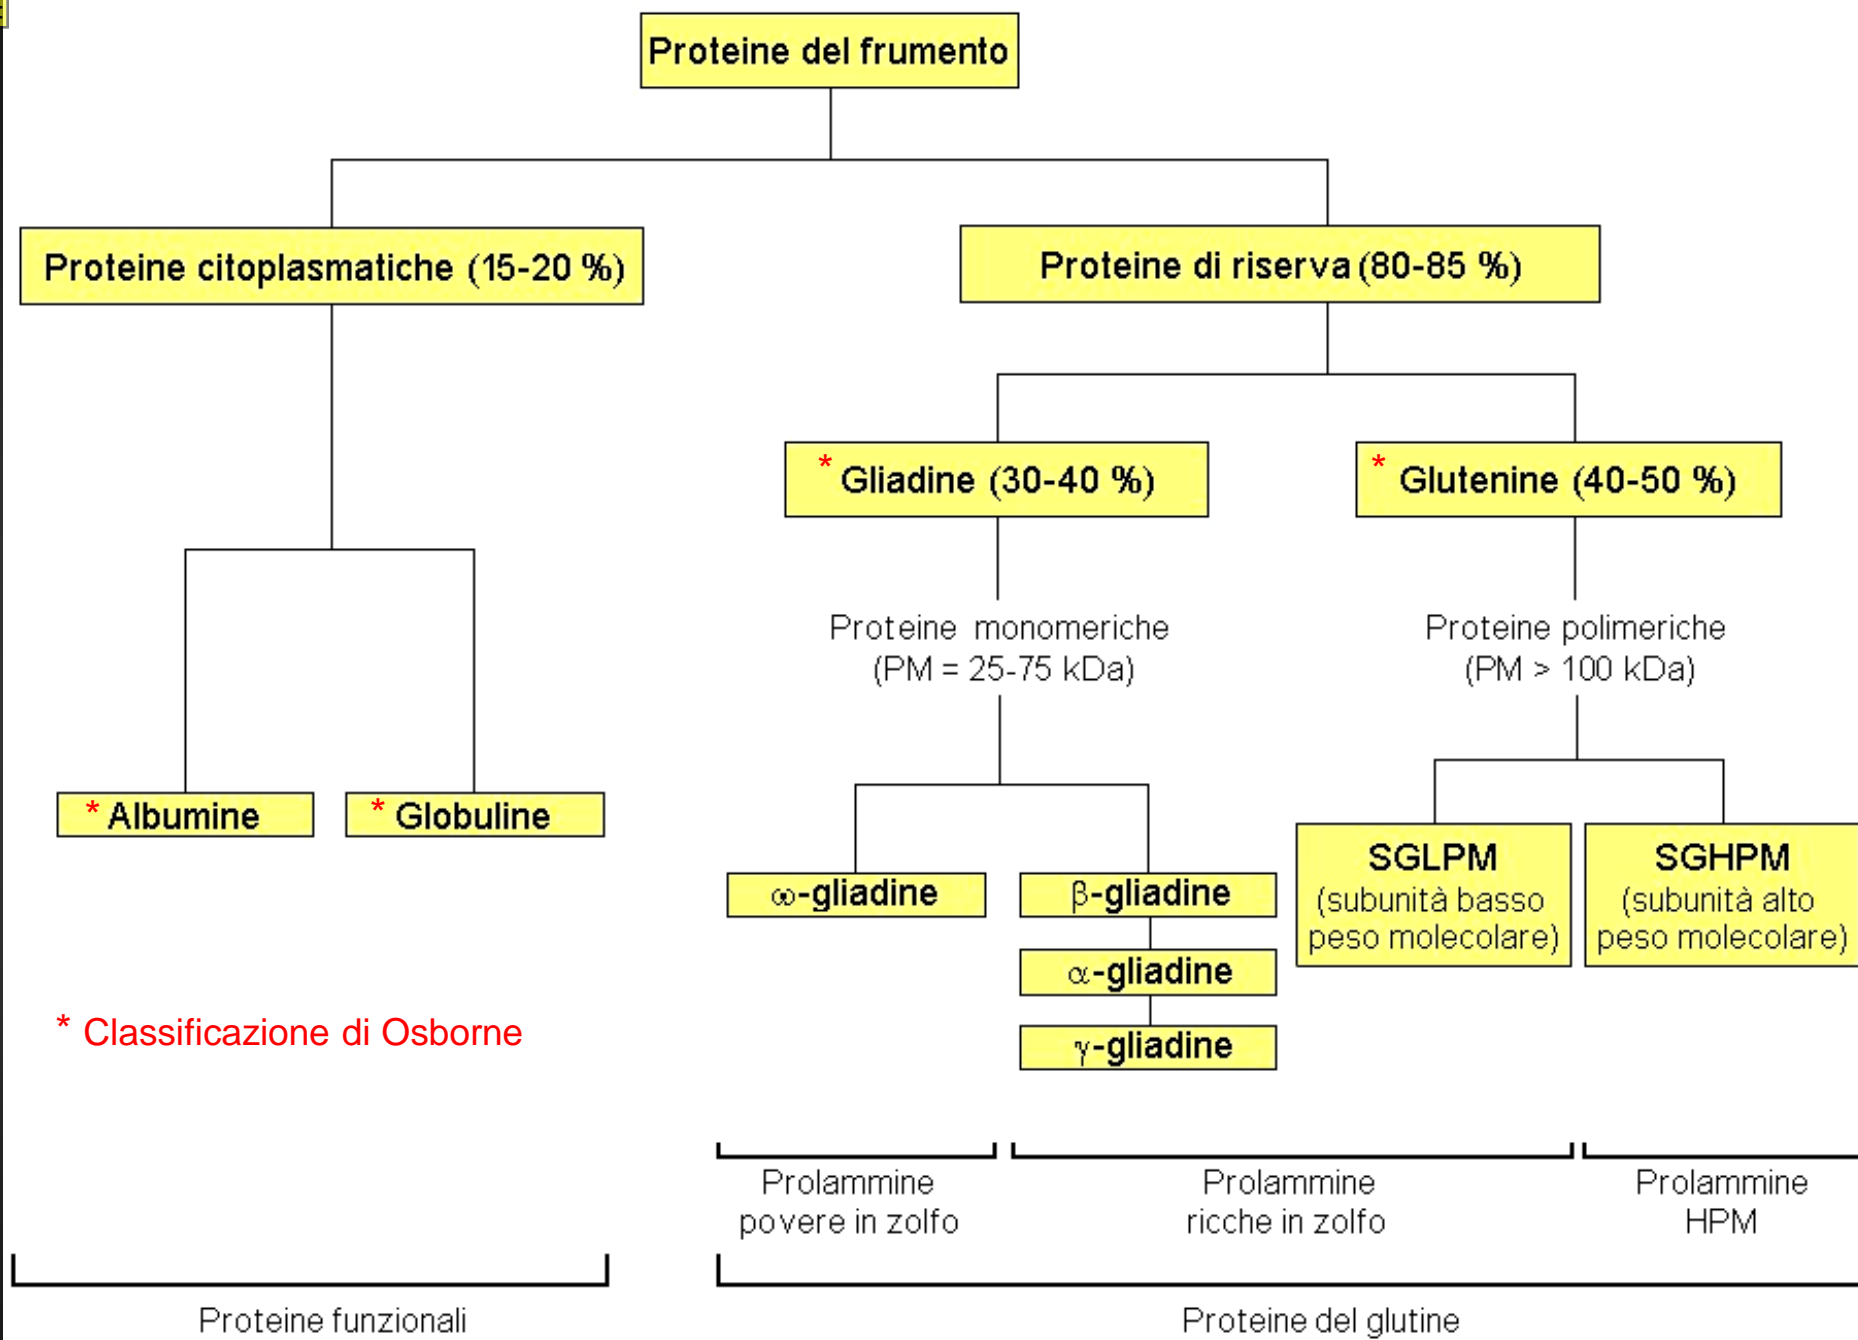 Proteine del frumento
Proteine citoplasmatiche (15-20 %)
Proteine di riserva (80-85 %)
* Gliadine (30-40 %)
* Glutenine (40-50 %)
Proteine monomeriche
(PM = 25-75 kDa)
Proteine polimeriche
(PM > 100 kDa)
* Albumine
* Globuline
ω-gliadine
β-gliadine
α-gliadine
γ-gliadine
SGLPM
(subunità basso
peso molecolare)
SGHPM
(subunità alto
peso molecolare)
* Classificazione di Osborne
Prolammine
povere in zolfo
Prolammine
ricche in zolfo
Prolammine
HPM
Proteine funzionali
Proteine del glutine